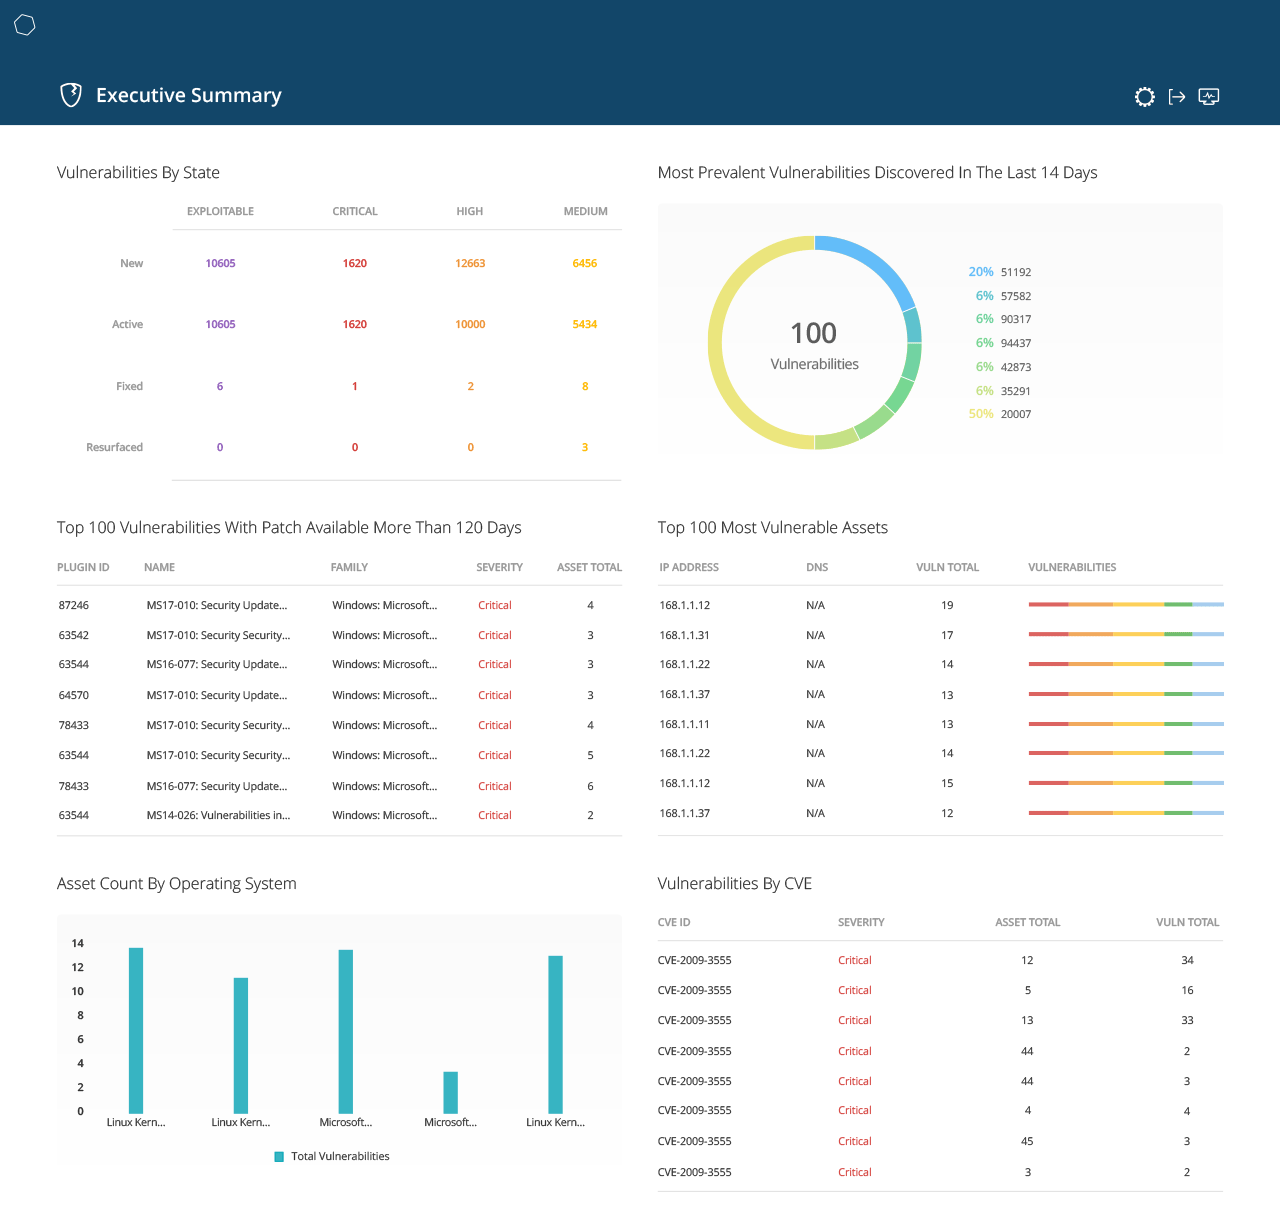 Executive Summary
Vulnerabilities By State
EXPLOITABLE CRITICAL HIGH MEDIUM
New 10605 1620 12663 6456
Active 10605 1620 10000 5434
Fixed 6 1 2 8
Resurfaced 0 0 0 3
Most Prevalent Vulnerabilities Discovered In The Last 14 Days
100
Vulnerabilities
20% 51192
6% 57582
6% 90317
6% 94437
6% 42873
6% 35291
50% 20007
Top 100 Vulnerabilities With Patch Available More Than 120 Days
PLUGIN ID NAME FAMILY SEVERITY ASSET TOTAL
87246 MS17-010: Security Update... Windows: Microsoft... Critical 4
63542 MS17-010: Security Security... Windows: Microsoft... Critical 3
63544 MS16-077: Security Update... Windows: Microsoft... Critical 3
64570 MS17-010: Security Update... Windows: Microsoft... Critical 3
78433 MS17-010: Security Security... Windows: Microsoft... Critical 4
63544 MS17-010: Security Security... Windows: Microsoft... Critical 5
78433 MS16-077: Security Update... Windows: Microsoft... Critical 6
63544 MS14-026: Vulnerabilities in... Windows: Microsoft... Critical 2
Top 100 Most Vulnerable Assets
IP ADDRESS DNS VULN TOTAL VULNERABILITIES
168.1.1.12 N/A 19
168.1.1.31 N/A 17
168.1.1.22 N/A 14
168.1.1.37 N/A 13
168.1.1.11 N/A 13
168.1.1.22 N/A 14
168.1.1.12 N/A 15
168.1.1.37 N/A 12
Asset Count By Operating System
14
12
10
8
6
4
2
0
Linux Kern... Linux Kern... Microsoft... Microsoft... Linux Kern...
Total Vulnerabilities
Vulnerabilities By CVE
CVE ID SEVERITY ASSET TOTAL VULN TOTAL
CVE-2009-3555 Critical 12 34
CVE-2009-3555 Critical 5 16
CVE-2009-3555 Critical 13 33
CVE-2009-3555 Critical 44 2
CVE-2009-3555 Critical 44 3
CVE-2009-3555 Critical 4 4
CVE-2009-3555 Critical 45 3
CVE-2009-3555 Critical 3 2